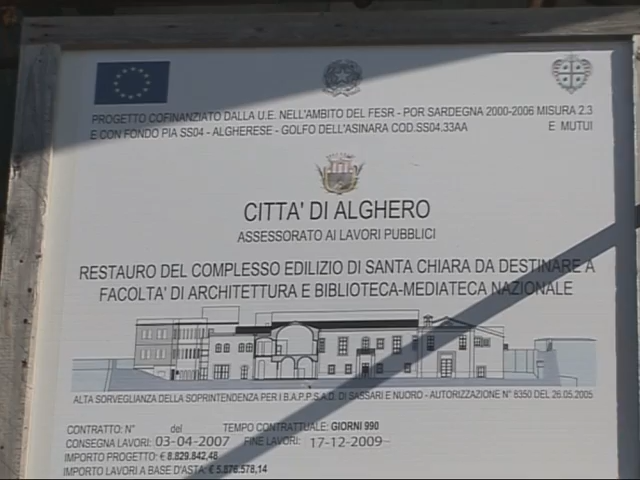 PROGETTO COFINANZIATO DALLA U.E. NELL'AMBITO DEL FESR - POR SARDEGNA 2000-2006 MISURA 2.3
E CON FONDO PIA SS04 - ALGHERESE - GOLFO DELL'ASINARA COD.SS04.33AA E MUTUI
CITTA' DI ALGHERO
ASSESSORATO AI LAVORI PUBBLICI
RESTAURO DEL COMPLESSO EDILIZIO DI SANTA CHIARA DA DESTINARE A
FACOLTA' DI ARCHITETTURA E BIBLIOTECA-MEDIATECA NAZIONALE
ALTA SORVEGLIANZA DELLA SOPRINTENDENZA PER I B.A.P.P.S.A.D. DI SASSARI E NUORO - AUTORIZZAZIONE N° 8350 DEL 26.05.2005
CONTRATTO: N° del TEMPO CONTRATTUALE: GIORNI 990
CONSEGNA LAVORI: 03-04-2007 FINE LAVORI: 17-12-2009
IMPORTO PROGETTO: € 8.829.842,48
IMPORTO LAVORI A BASE D'ASTA: € 5.876.578,14